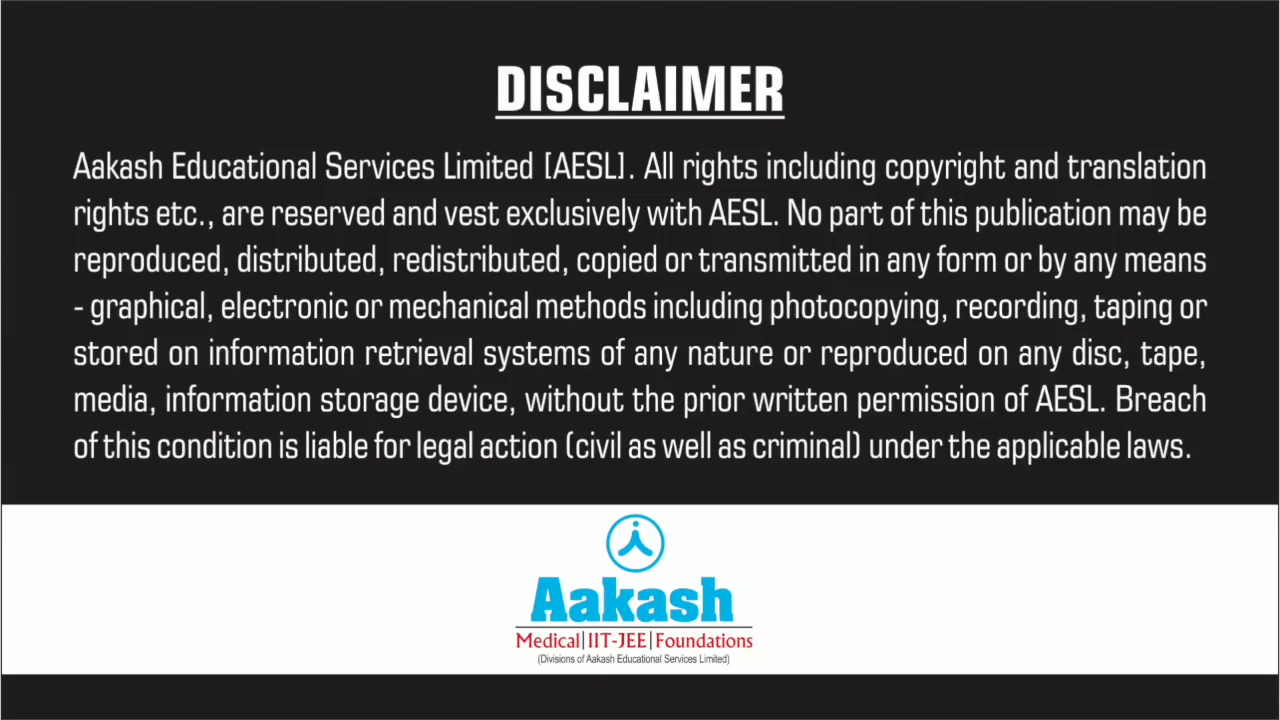 DISCLAIMER
Aakash Educational Services Limited [AESL]. All rights including copyright and translation
rights etc., are reserved and vest exclusively with AESL. No part of this publication may be
reproduced, distributed, redistributed, copied or transmitted in any form or by any means
- graphical, electronic or mechanical methods including photocopying, recording, taping or
stored on information retrieval systems of any nature or reproduced on any disc, tape,
media, information storage device, without the prior written permission of AESL. Breach
of this condition is liable for legal action (civil as well as criminal) under the applicable laws.
Aakash
Medical|IIT-JEE|Foundations
(Divisions of Aakash Educational Services Limited)